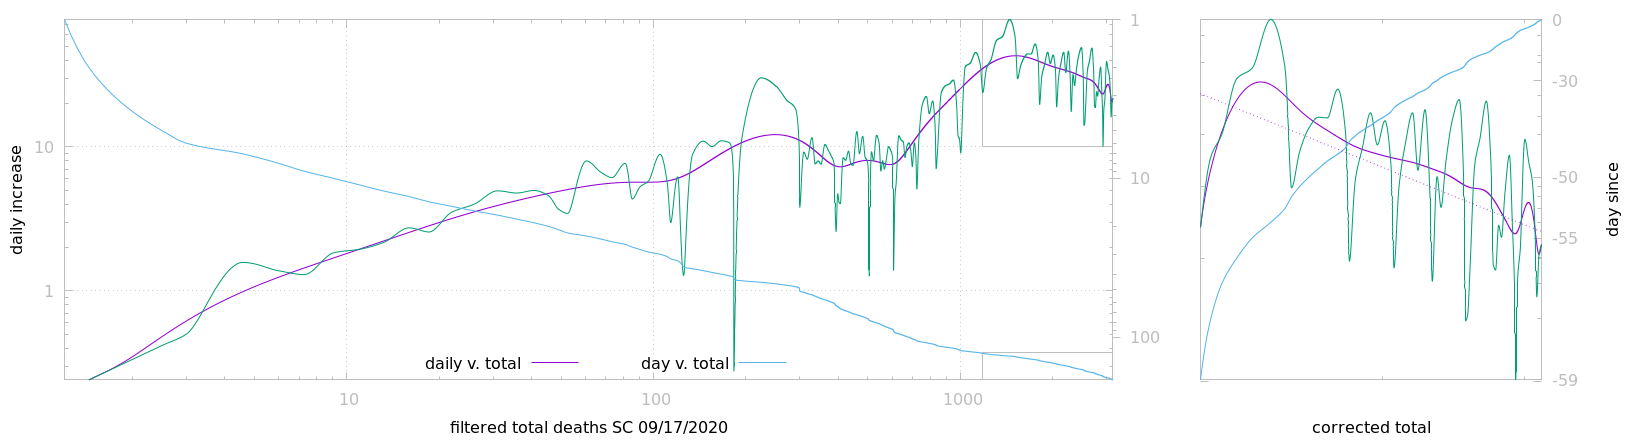 1
0
-30
10
10
-50
-55
1
100
-59
daily increase
daily v. total
day v. total
day since
10
100
1000
filtered total deaths SC 09/17/2020
corrected total